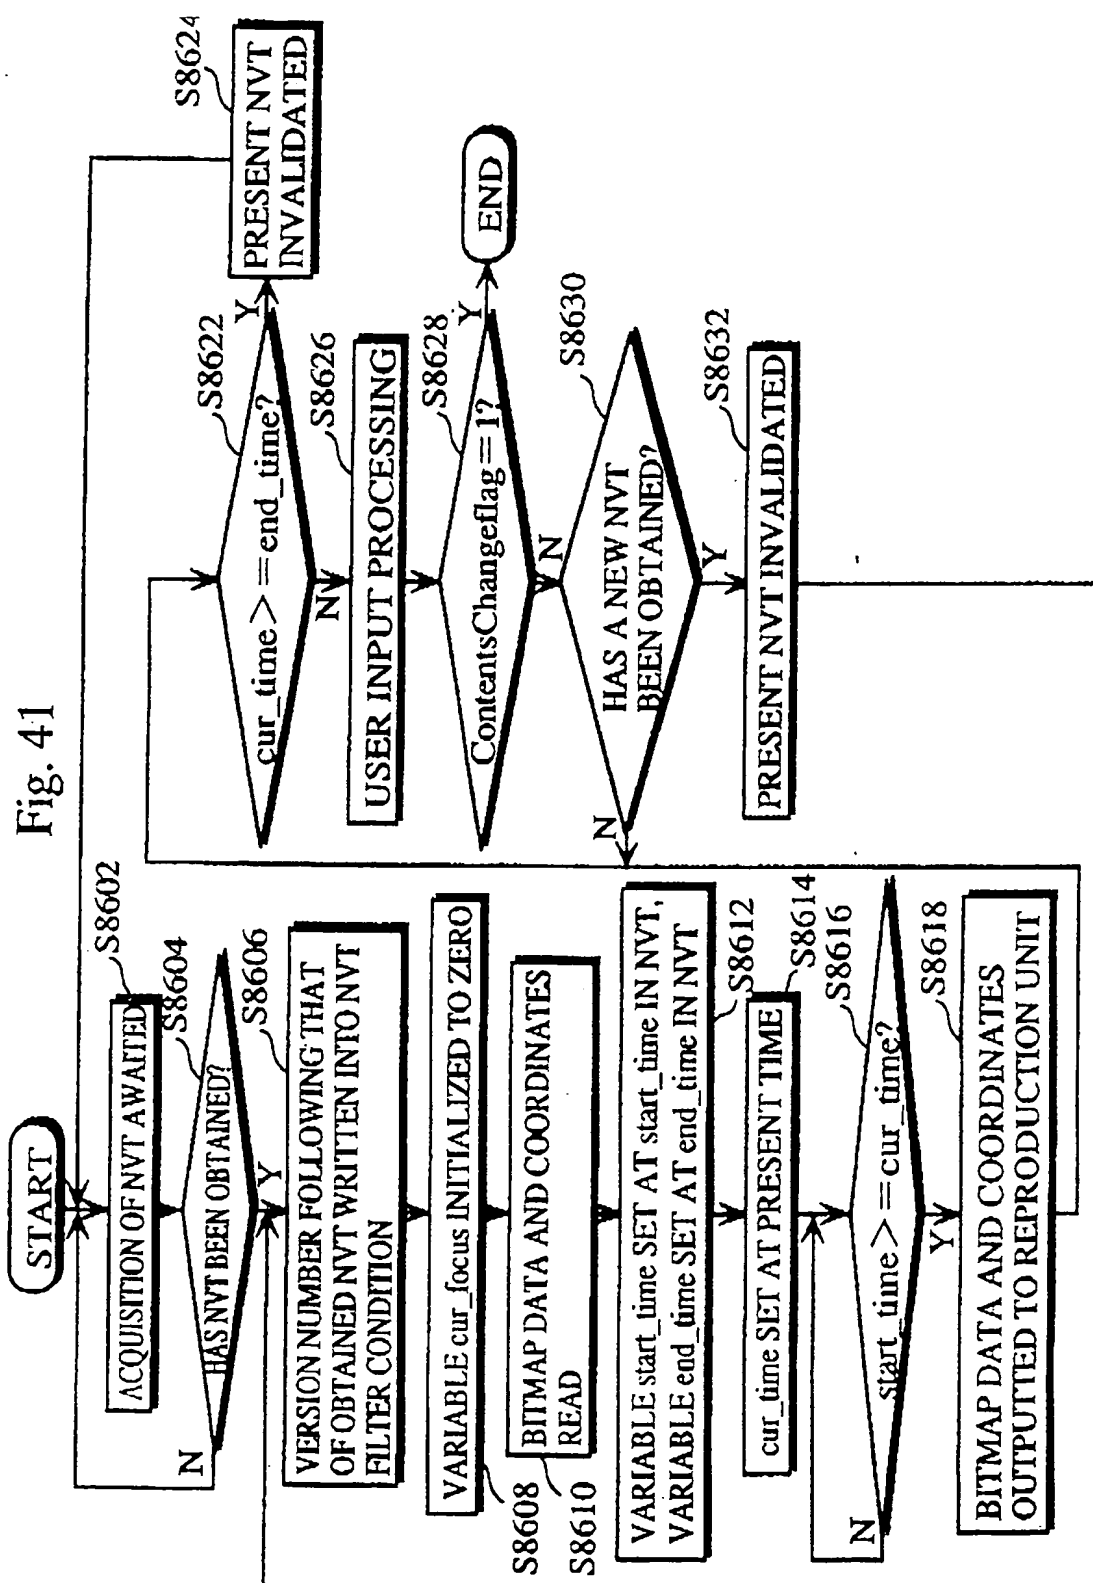 Fig. 41
START
ACQUISITION OF NVT AWAITED
S8602
HAS NVT BEEN OBTAINED?
S8604
N
Y
VERSION NUMBER FOLLOWING THAT
OF OBTAINED NVT WRITTEN INTO NVT
FILTER CONDITION
S8606
VARIABLE cur_focus INITIALIZED TO ZERO
S8608
BITMAP DATA AND COORDINATES
READ
S8610
VARIABLE start_time SET AT start_time IN NVT,
VARIABLE end_time SET AT end_time IN NVT
S8612
cur_time SET AT PRESENT TIME
S8614
start_time>=cur_time?
S8616
N
Y
BITMAP DATA AND COORDINATES
OUTPUTTED TO REPRODUCTION UNIT
S8618
cur_time>=end_time?
S8622
Y
N
PRESENT NVT
INVALIDATED
S8624
USER INPUT PROCESSING
S8626
ContentsChangeflag=1?
S8628
Y
N
END
HAS A NEW NVT
BEEN OBTAINED?
S8630
N
Y
PRESENT NVT INVALIDATED
S8632